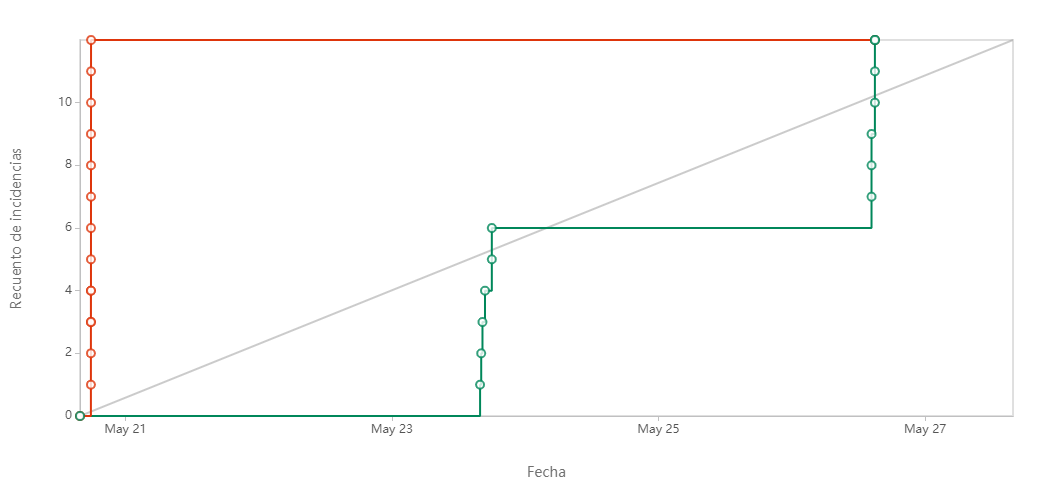 10
8
6
4
2
0
Recuento de incidencias
May 21
May 23
May 25
May 27
Fecha